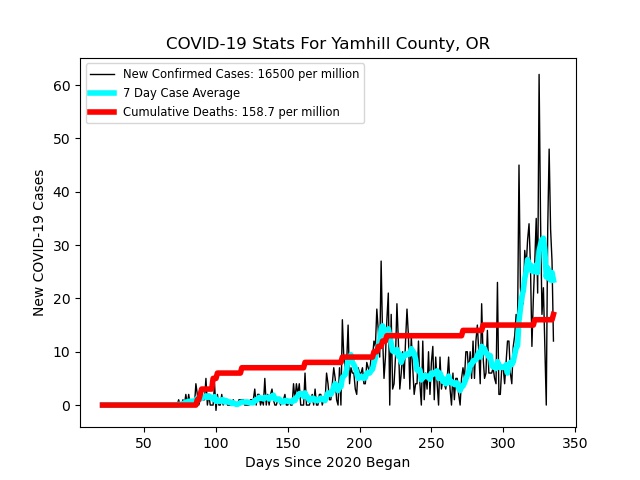 COVID-19 Stats For Yamhill County, OR
New Confirmed Cases: 16500 per million
7 Day Case Average
Cumulative Deaths: 158.7 per million
New COVID-19 Cases
60
50
40
30
20
10
0
50
100
150
200
250
300
350
Days Since 2020 Began